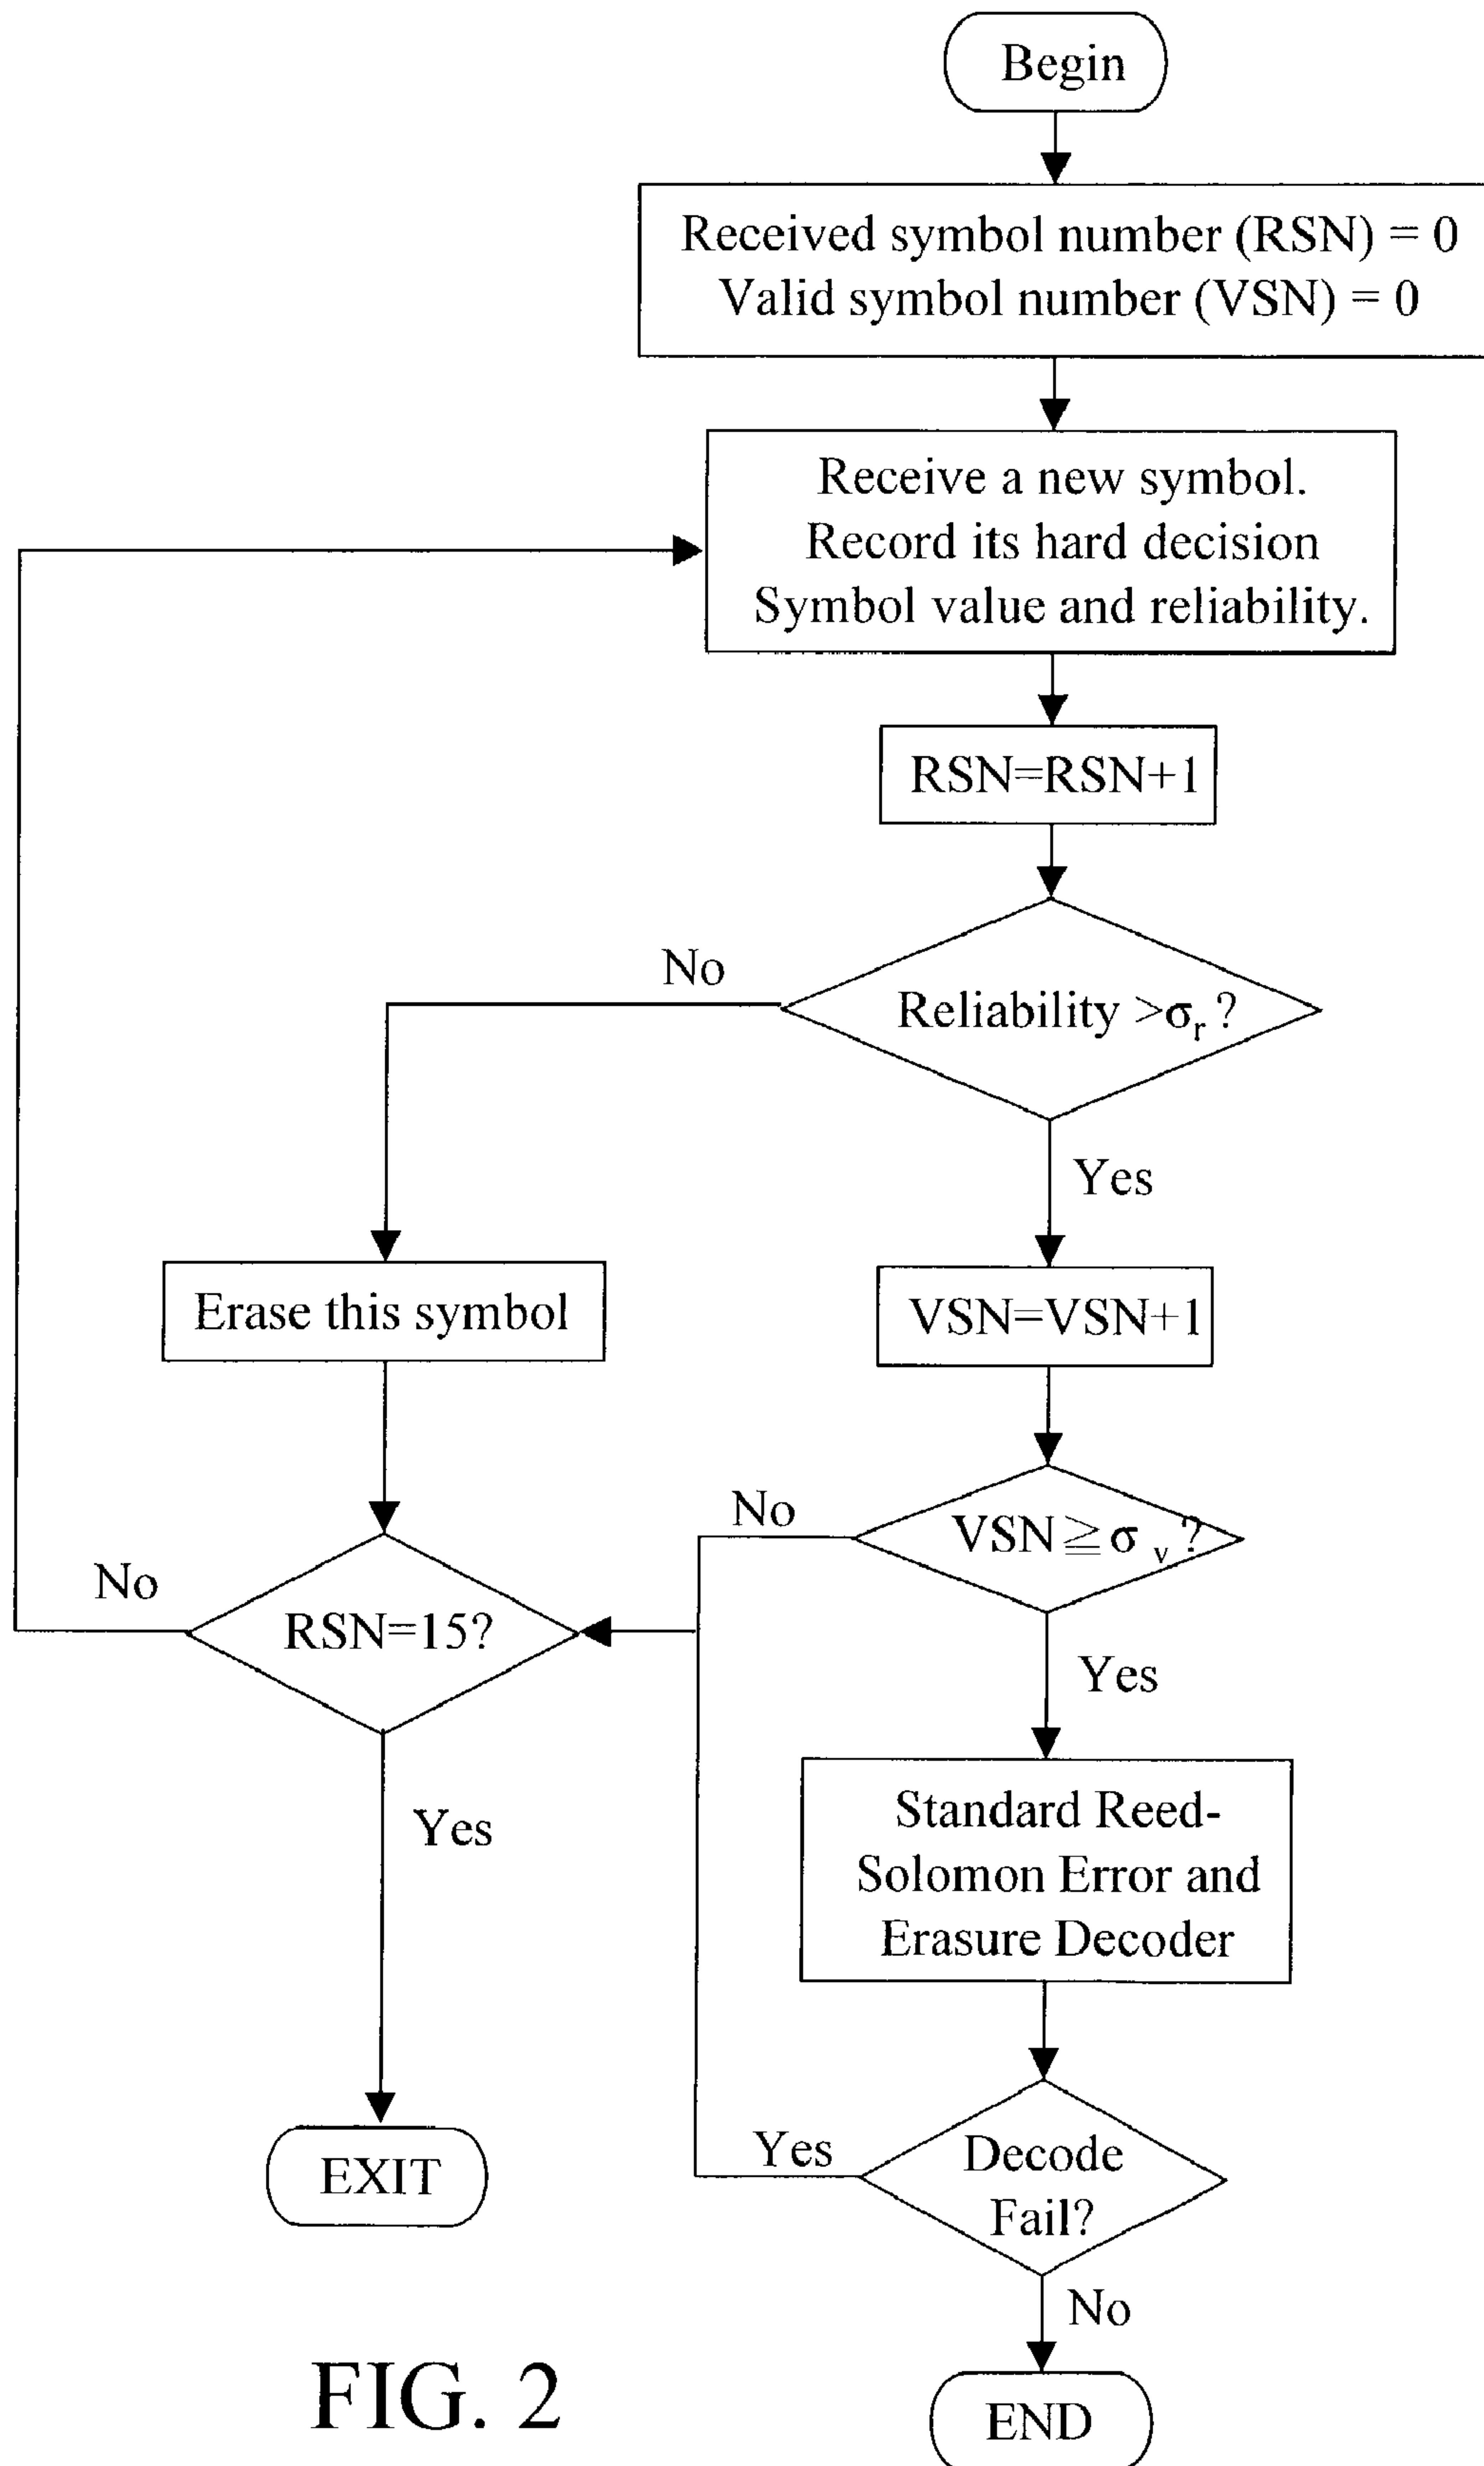 Begin
Received symbol number (RSN) = 0
Valid symbol number (VSN) = 0
Receive a new symbol.
Record its hard decision
Symbol value and reliability.
RSN=RSN+1
No
Reliability >σr ?
Yes
Erase this symbol
VSN=VSN+1
No
VSN≧σ v ?
No
RSN=15?
Yes
Yes
Standard Reed-
Solomon Error and
Erasure Decoder
Yes
Decode
Fail?
EXIT
No
FIG. 2
END